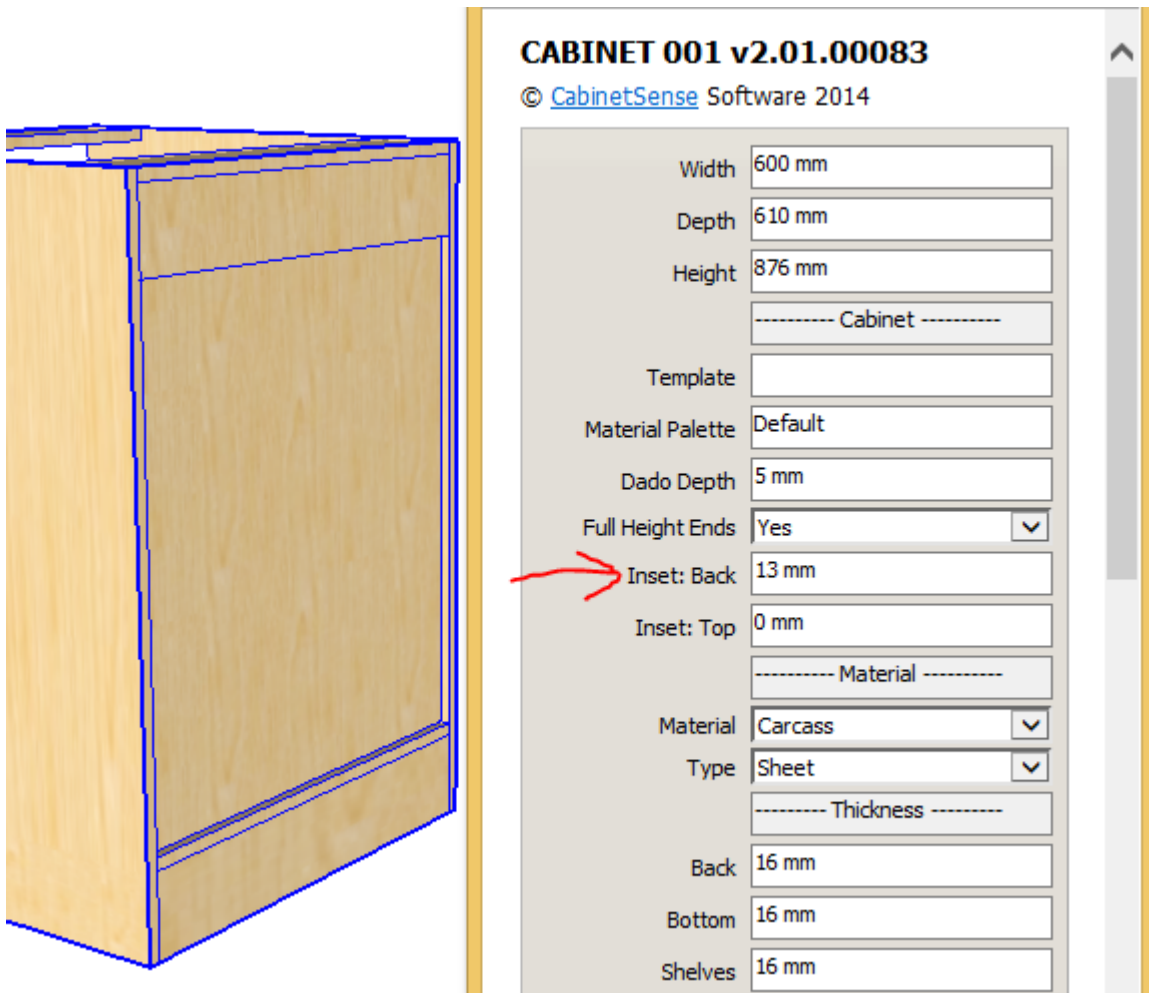 CABINET 001 v2.01.00083
© CabinetSense Software 2014
Width 600 mm
Depth 610 mm
Height 876 mm
---------- Cabinet ----------
Template
Material Palette Default
Dado Depth 5 mm
Full Height Ends Yes
Inset: Back 13 mm
Inset: Top 0 mm
---------- Material ----------
Material Carcass
Type Sheet
--------- Thickness ---------
Back 16 mm
Bottom 16 mm
Shelves 16 mm